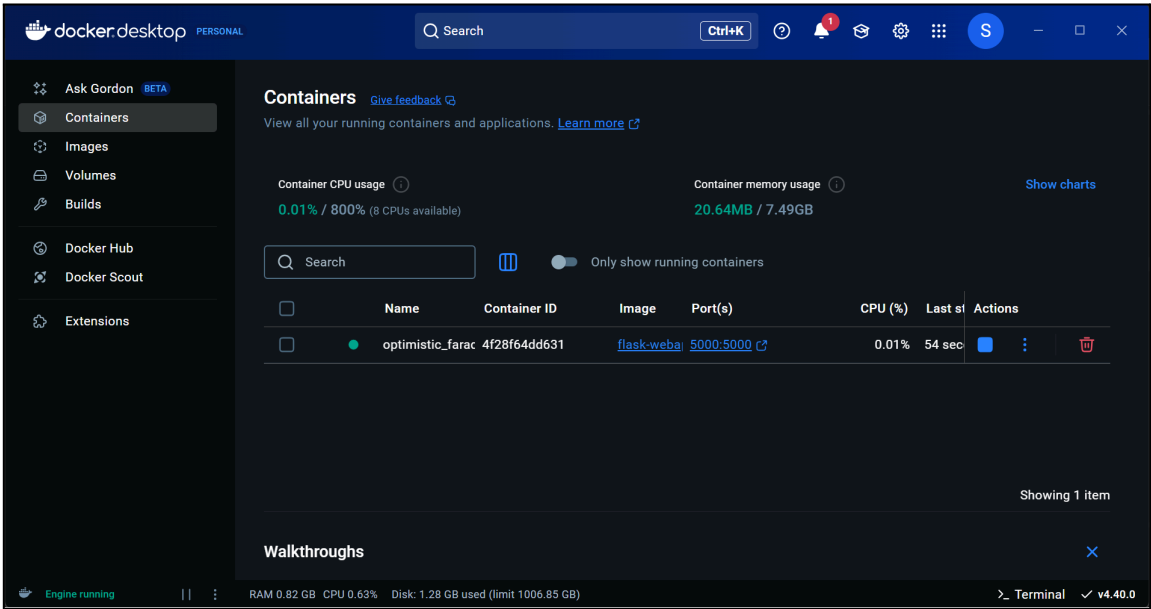 docker.desktop PERSONAL
Search
Ctrl+K
1
S
Ask Gordon BETA
Containers
Images
Volumes
Builds
Docker Hub
Docker Scout
Extensions
Containers Give feedback
View all your running containers and applications. Learn more
Container CPU usage
0.01% / 800% (8 CPUs available)
Container memory usage
20.64MB / 7.49GB
Show charts
Search
Only show running containers
Name Container ID Image Port(s) CPU (%) Last st Actions
optimistic_farac 4f28f64dd631 flask-weba 5000:5000 0.01% 54 sec
Showing 1 item
Walkthroughs
Engine running
RAM 0.82 GB CPU 0.63% Disk: 1.28 GB used (limit 1006.85 GB)
>_ Terminal
v4.40.0